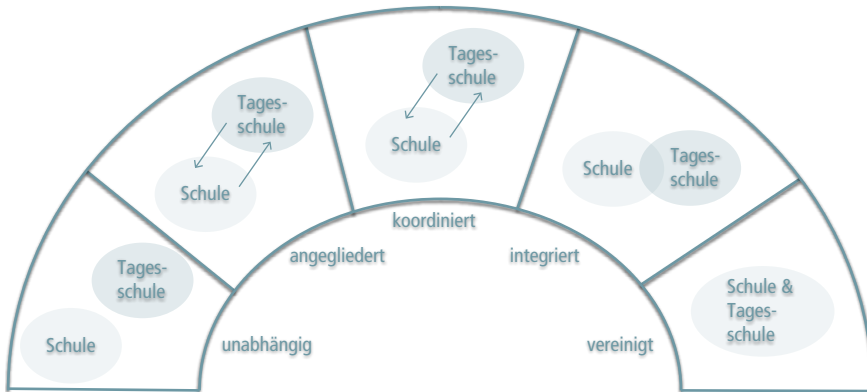 Tages-
schule
Schule
unabhängig
Tages-
schule
Schule
angegliedert
Tages-
schule
Schule
koordiniert
Schule
Tages-
schule
integriert
Schule &
Tages-
schule
vereinigt